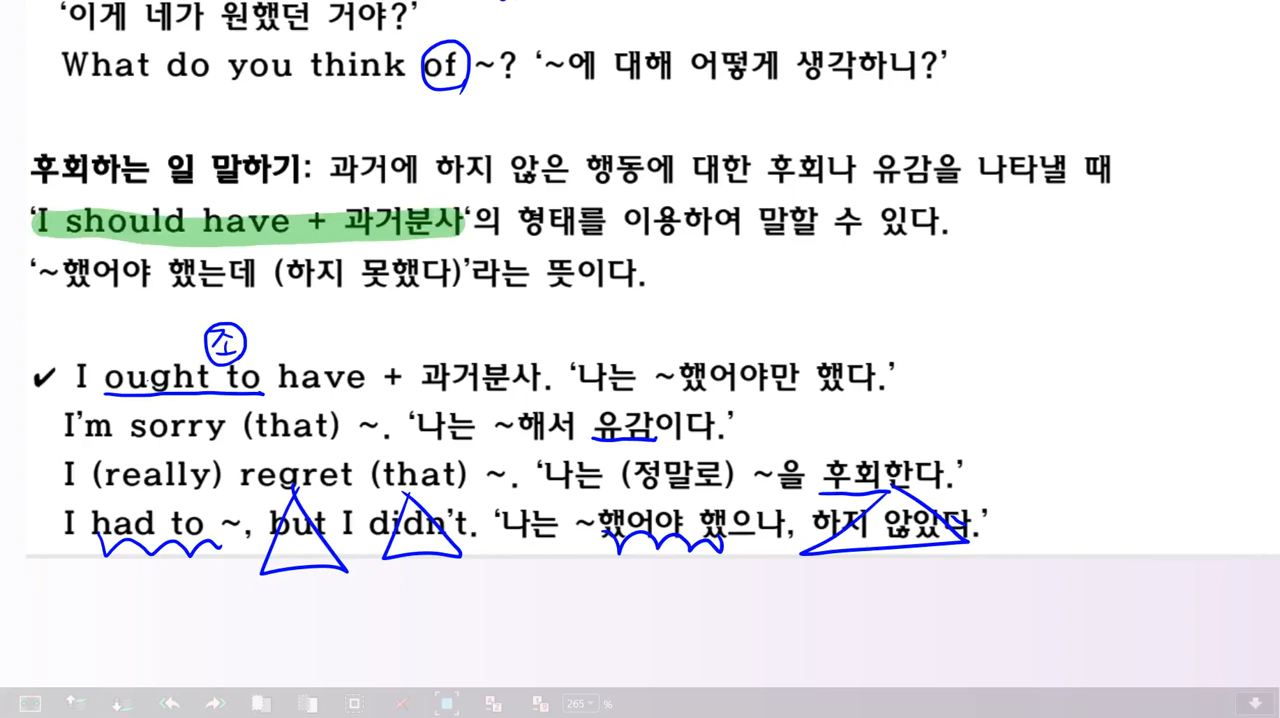 ‘이게 네가 원했던 거야?’
What do you think of ~? ‘~에 대해 어떻게 생각하니?’
후회하는 일 말하기: 과거에 하지 않은 행동에 대한 후회나 유감을 나타낼 때
‘I should have + 과거분사‘의 형태를 이용하여 말할 수 있다.
‘~했어야 했는데 (하지 못했다)’라는 뜻이다.
조
✔ I ought to have + 과거분사. ‘나는 ~했어야만 했다.’
I’m sorry (that) ~. ‘나는 ~해서 유감이다.’
I (really) regret (that) ~. ‘나는 (정말로) ~을 후회한다.’
I had to ~, but I didn’t. ‘나는 ~했어야 했으나, 하지 않았다.’
265 %